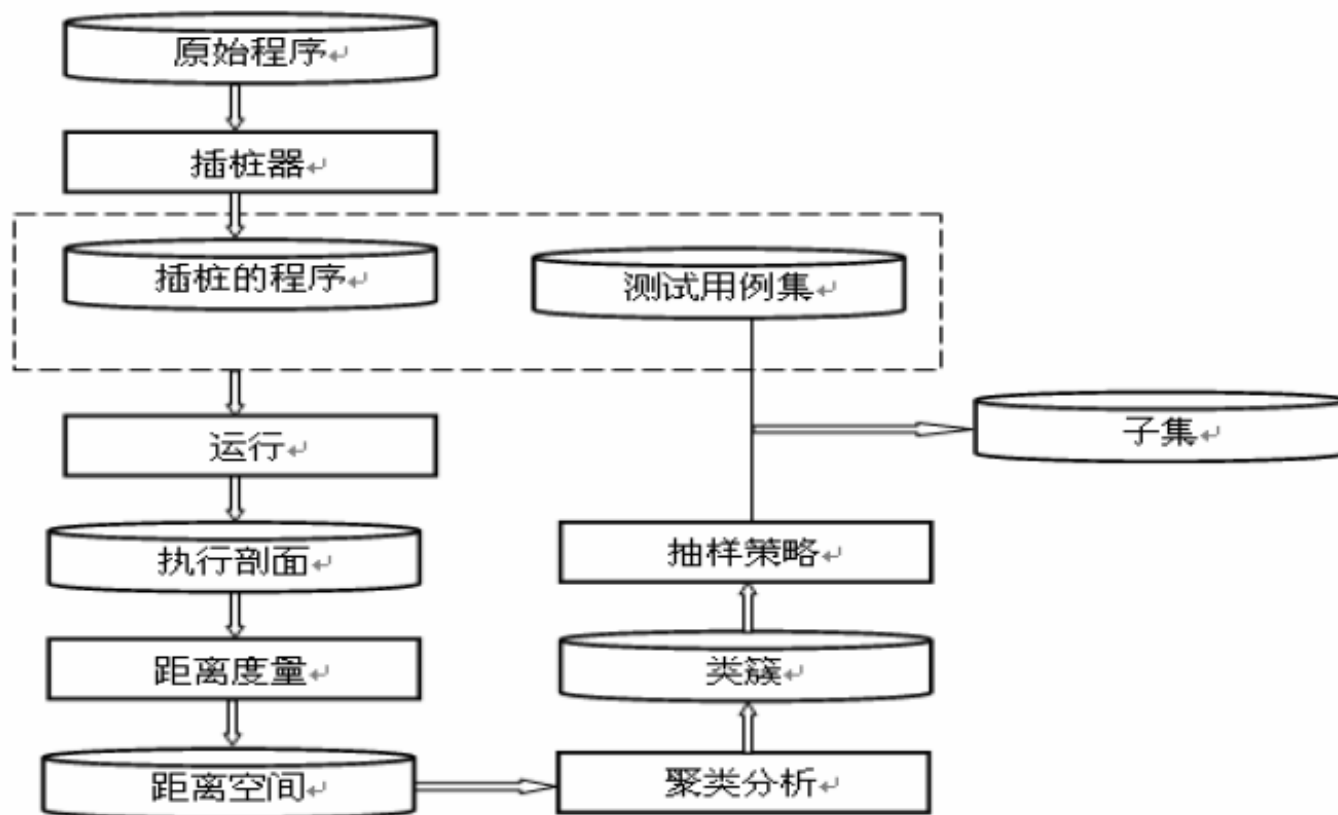 原始程序↵
插桩器↵
插桩的程序↵
测试用例集↵
运行↵
子集↵
执行剖面↵
抽样策略↵
距离度量↵
类簇↵
距离空间↵
聚类分析↵